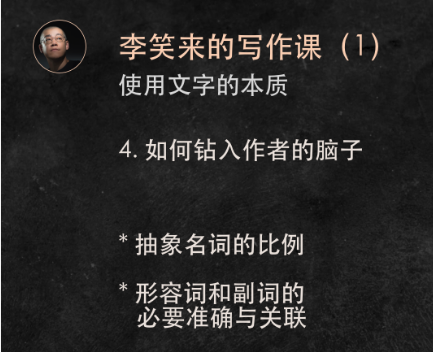 李笑来的写作课（1）
使用文字的本质
4. 如何钻入作者的脑子
* 抽象名词的比例
* 形容词和副词的
必要准确与关联